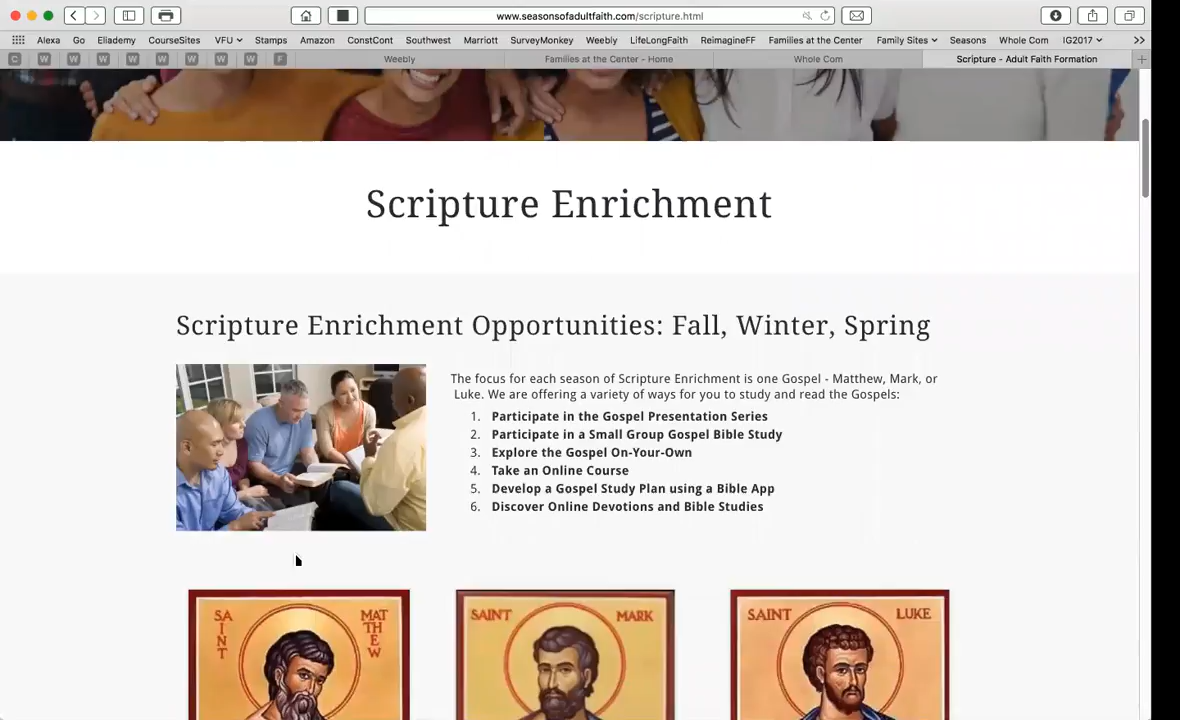 www.seasonsofadultfaith.com/scripture.html
Alexa Go Eliademy CourseSites VFU Stamps Amazon ConstCont Southwest Marriott SurveyMonkey Weebly LifeLongFaith ReimagineFF Families at the Center Family Sites Seasons Whole Com IG2017
C W W W W W W W W F Weebly Families at the Center - Home Whole Com Scripture - Adult Faith Formation
Scripture Enrichment
Scripture Enrichment Opportunities: Fall, Winter, Spring
The focus for each season of Scripture Enrichment is one Gospel - Matthew, Mark, or
Luke. We are offering a variety of ways for you to study and read the Gospels:
1. Participate in the Gospel Presentation Series
2. Participate in a Small Group Gospel Bible Study
3. Explore the Gospel On-Your-Own
4. Take an Online Course
5. Develop a Gospel Study Plan using a Bible App
6. Discover Online Devotions and Bible Studies
SA
I
N
T
MAT
THE
W
SAINT MARK
SAINT LUKE